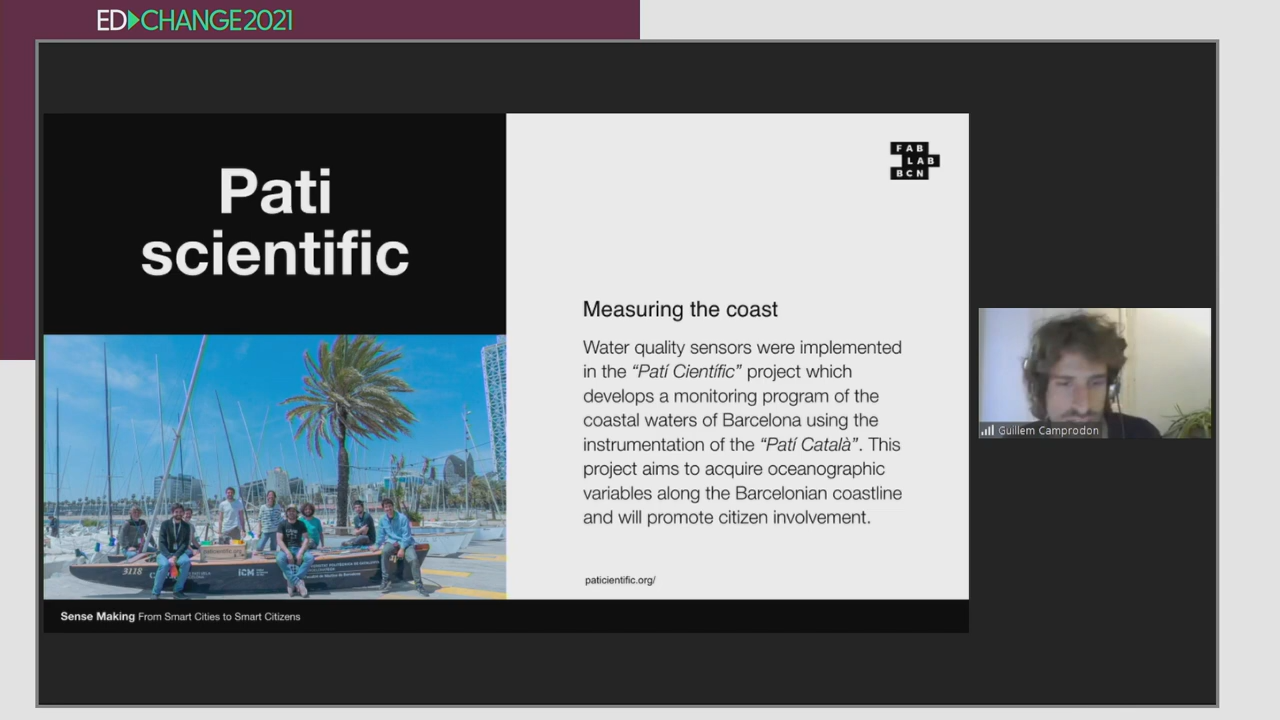 ED CHANGE2021
Pati
scientific
FAB
LAB
BCN
Measuring the coast
Water quality sensors were implemented
in the “Patí Científic” project which
develops a monitoring program of the
coastal waters of Barcelona using the
instrumentation of the “Patí Català”. This
project aims to acquire oceanographic
variables along the Barcelonian coastline
and will promote citizen involvement.
paticientific.org/
Guillem Camprodon
3118
ICM
Sense Making From Smart Cities to Smart Citizens